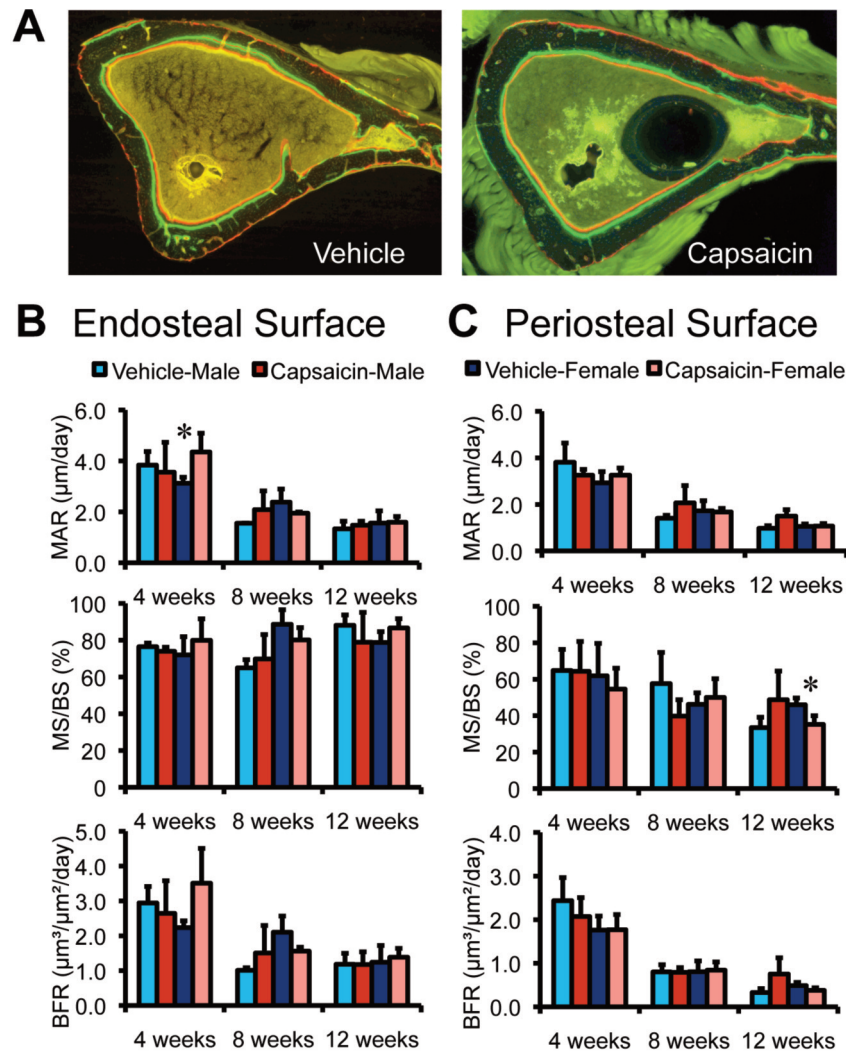 A
Vehicle
Capsaicin
B Endosteal Surface
C Periosteal Surface
Vehicle-Male Capsaicin-Male
Vehicle-Female Capsaicin-Female
MAR (µm/day)
6.0
4.0
2.0
0.0
*
4 weeks 8 weeks 12 weeks
MAR (µm/day)
6.0
4.0
2.0
0.0
4 weeks 8 weeks 12 weeks
MS/BS (%)
100
80
60
40
20
0
4 weeks 8 weeks 12 weeks
MS/BS (%)
100
80
60
40
20
0
*
4 weeks 8 weeks 12 weeks
BFR (µm³/µm²/day)
5.0
4.0
3.0
2.0
1.0
0.0
4 weeks 8 weeks 12 weeks
BFR (µm³/µm²/day)
4.0
3.0
2.0
1.0
0.0
4 weeks 8 weeks 12 weeks